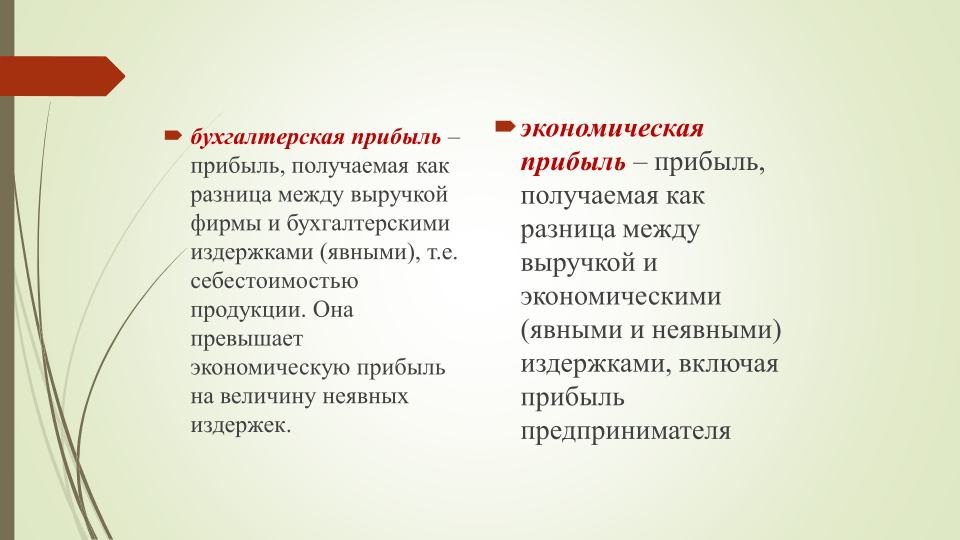 бухгалтерская прибыль –
прибыль, получаемая как
разница между выручкой
фирмы и бухгалтерскими
издержками (явными), т.е.
себестоимостью
продукции. Она
превышает
экономическую прибыль
на величину неявных
издержек.
экономическая
прибыль – прибыль,
получаемая как
разница между
выручкой и
экономическими
(явными и неявными)
издержками, включая
прибыль
предпринимателя